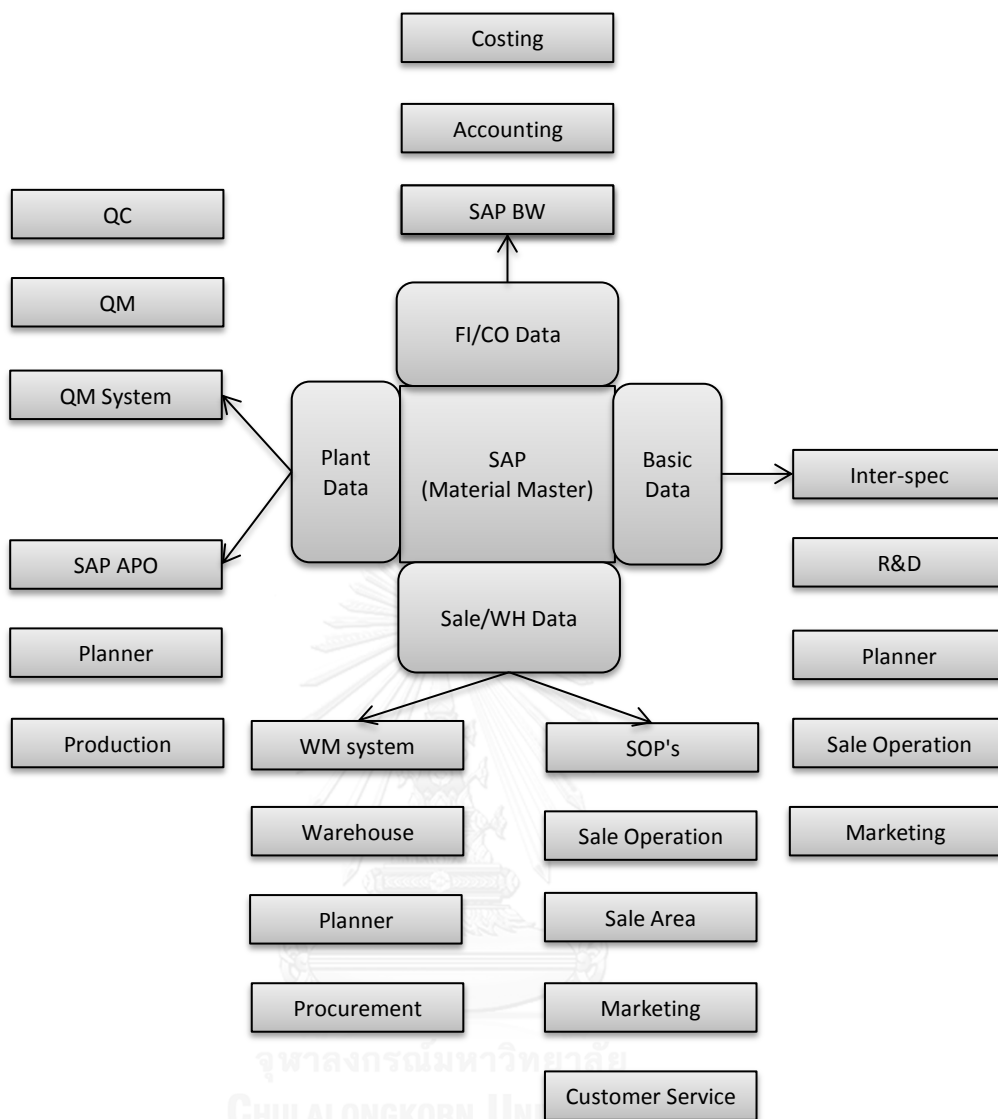 Costing
Accounting
SAP BW
QC
QM
FI/CO Data
QM System
Plant
Data
SAP
(Material Master)
Basic
Data
Inter-spec
SAP APO
R&D
Sale/WH Data
Planner
Planner
Production
WM system
SOP's
Sale Operation
Warehouse
Sale Operation
Marketing
Planner
Sale Area
Procurement
Marketing
จุฬาลงกรณ์มหาวิทยาลัย
Customer Service
CHULALONGKORN